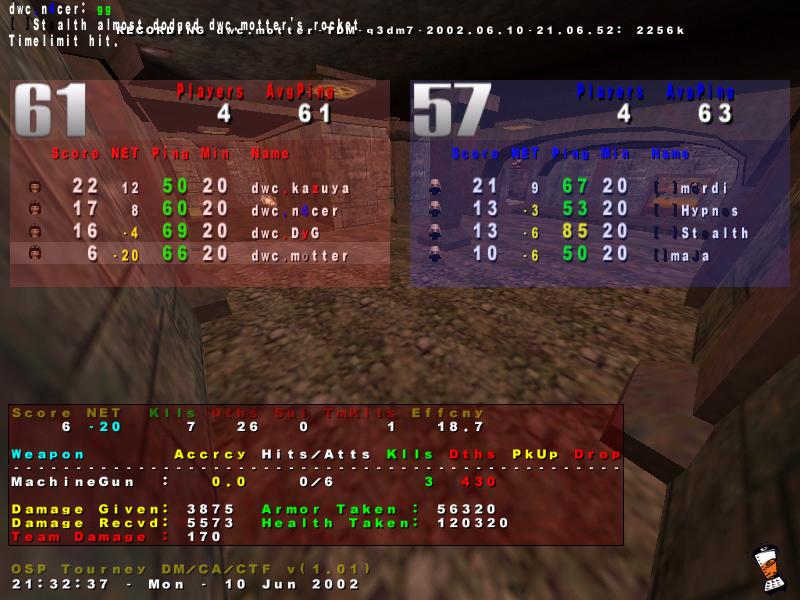 dwc.n4cer: gg
[ ]Stealth almost dodged dwc.motter's rocket
RECORDING dwc.motter-TDM-q3dm7-2002.06.10-21.06.52: 2256k
Timelimit hit.
61 Players AvgPing
4 61
Score NET Ping Min Name
22 12 50 20 dwc.kazuya
17 8 60 20 dwc.n4cer
16 -4 69 20 dwc.DyG
6 -20 66 20 dwc.motter
57 Players AvgPing
4 63
Score NET Ping Min Name
21 9 67 20 [ ]mordi
13 -3 53 20 [ ]Hypnos
13 -6 85 20 [ ]Stealth
10 -6 50 20 []maJa
Score NET Klls Dths Sui TmKlls Effcny
6 -20 7 26 0 1 18.7
Weapon Accrcy Hits/Atts Klls Dths PkUp Drop
MachineGun : 0.0 0/6 3 430
Damage Given: 3875 Armor Taken : 56320
Damage Recvd: 5573 Health Taken: 120320
Team Damage : 170
OSP Tourney DM/CA/CTF v(1.01)
21:32:37 - Mon - 10 Jun 2002